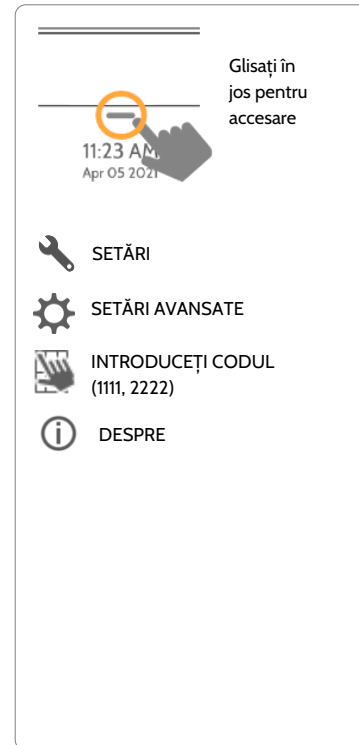 Glisați în
jos pentru
accesare
11:23 AM
Apr 05 2021
SETĂRI
SETĂRI AVANSATE
INTRODUCEȚI CODUL
(1111, 2222)
DESPRE